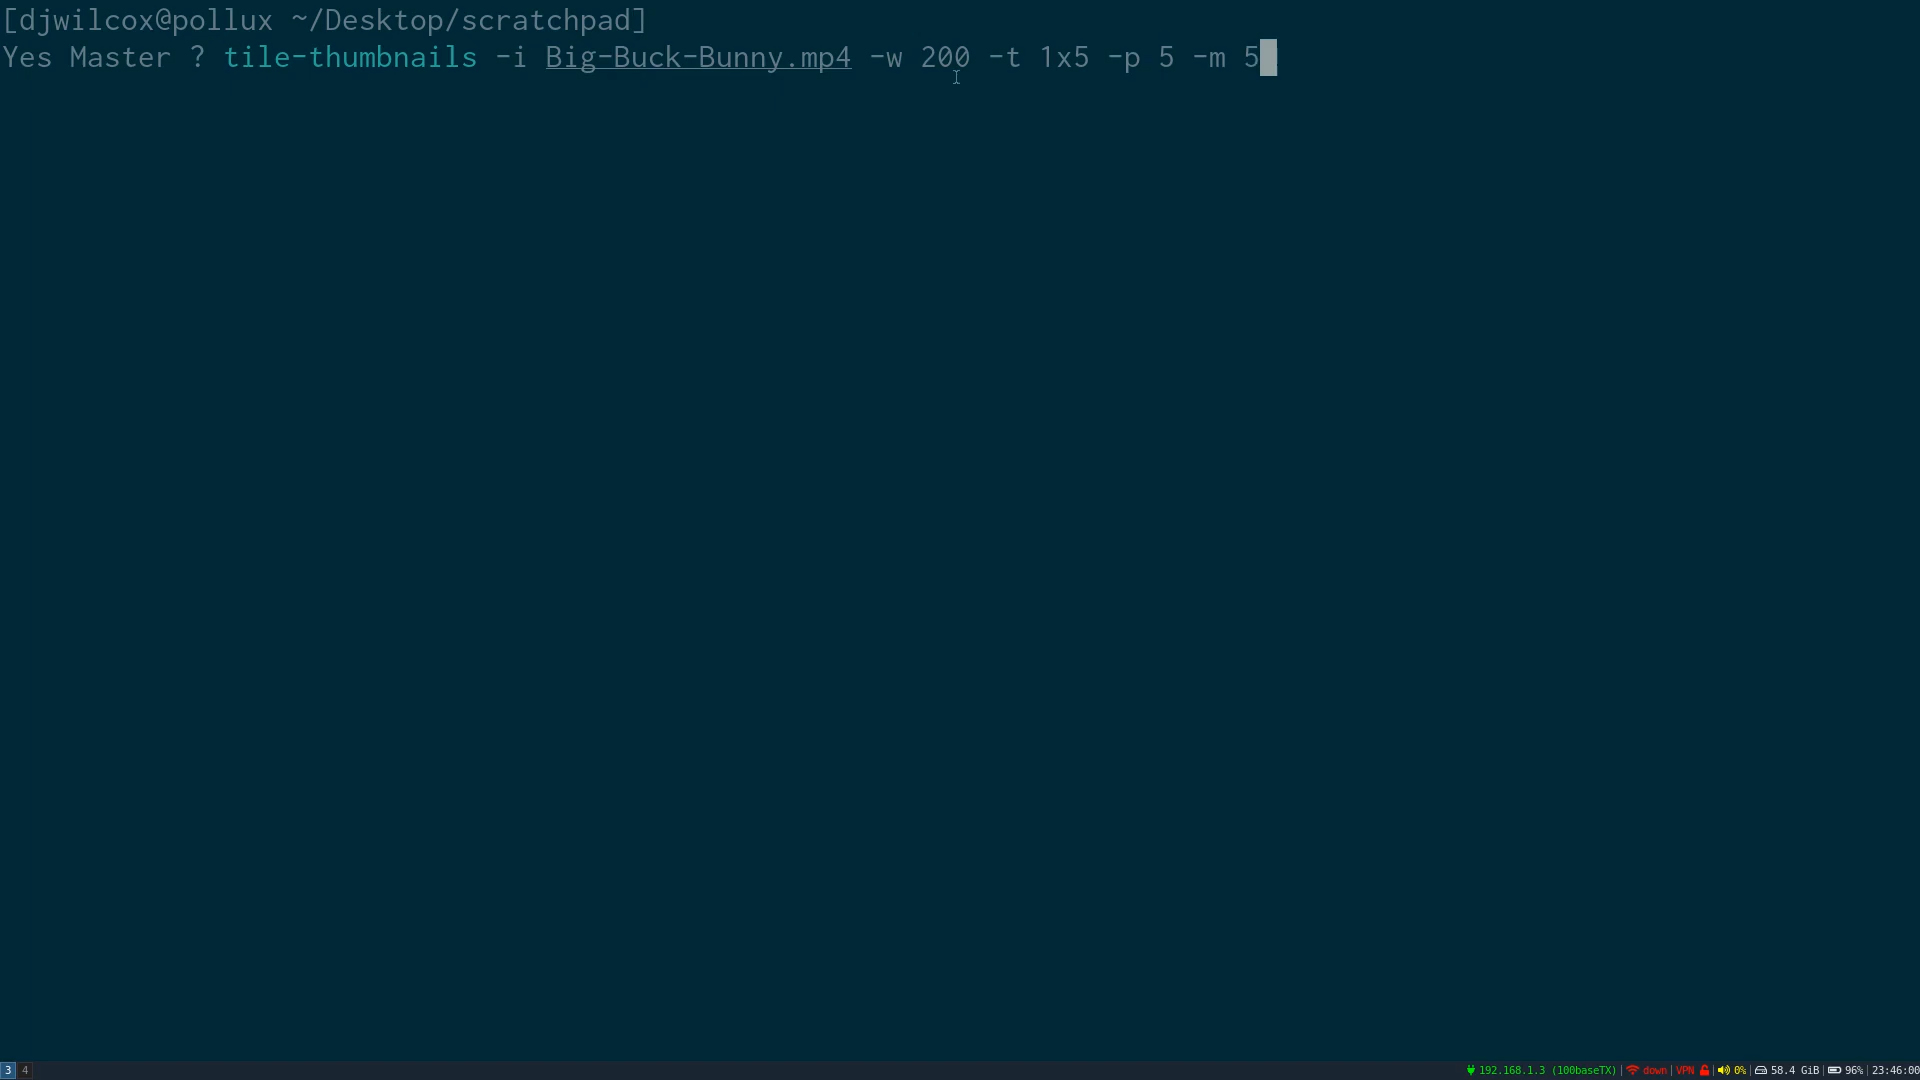 [djwilcox@pollux ~/Desktop/scratchpad]
Yes Master ? tile-thumbnails -i Big-Buck-Bunny.mp4 -w 200 -t 1x5 -p 5 -m 5
3 4 192.168.1.3 (100baseTX)| down|VPN | 0%| 58.4 GiB| 96%|23:46:00